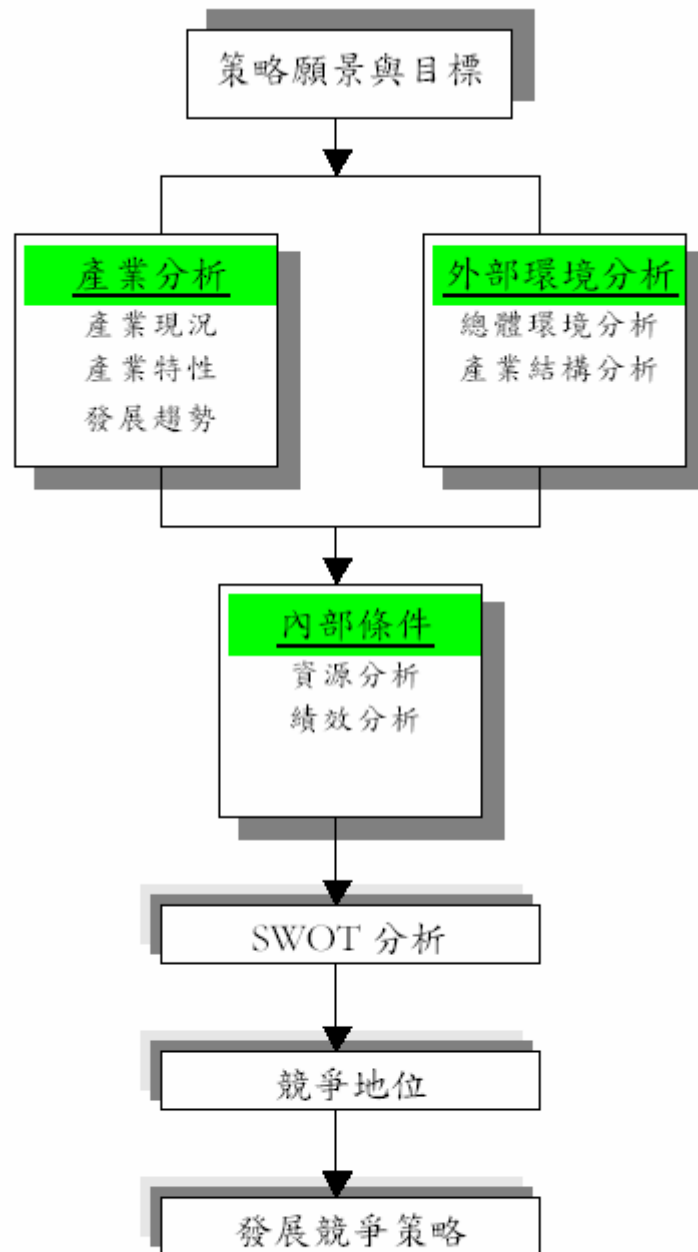 策略願景與目標
產業分析
產業現況
產業特性
發展趨勢
外部環境分析
總體環境分析
產業結構分析
內部條件
資源分析
績效分析
SWOT 分析
競爭地位
發展競爭策略